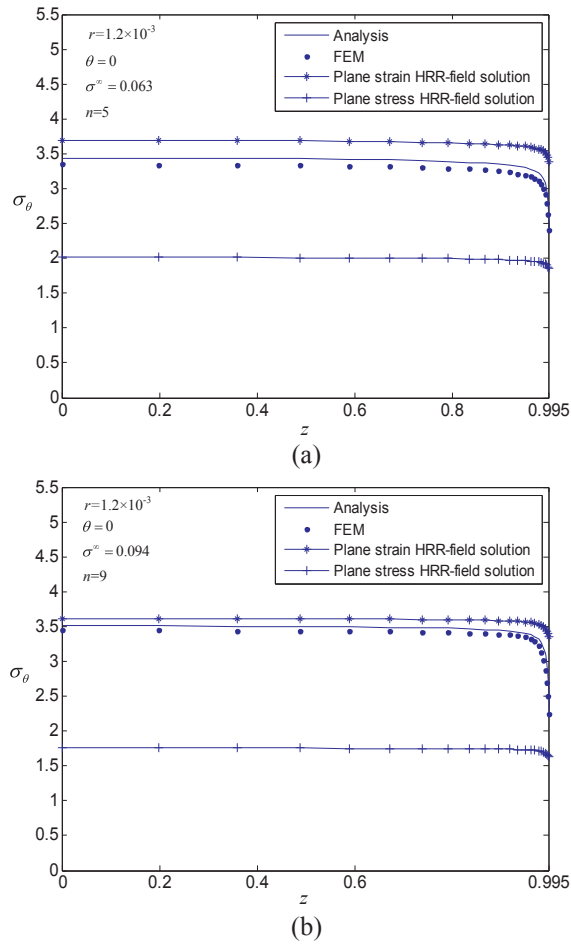 5.5
5
4.5
4
3.5
3
2.5
2
1.5
1
0.5
0
r=1.2×10⁻³
θ=0
σ^∞=0.063
n=5
Analysis
FEM
Plane strain HRR-field solution
Plane stress HRR-field solution
σ_θ
0 0.2 0.4 0.6 0.8 0.995
z
(a)
5.5
5
4.5
4
3.5
3
2.5
2
1.5
1
0.5
0
r=1.2×10⁻³
θ=0
σ^∞=0.094
n=9
Analysis
FEM
Plane strain HRR-field solution
Plane stress HRR-field solution
σ_θ
0 0.2 0.4 0.6 0.8 0.995
z
(b)